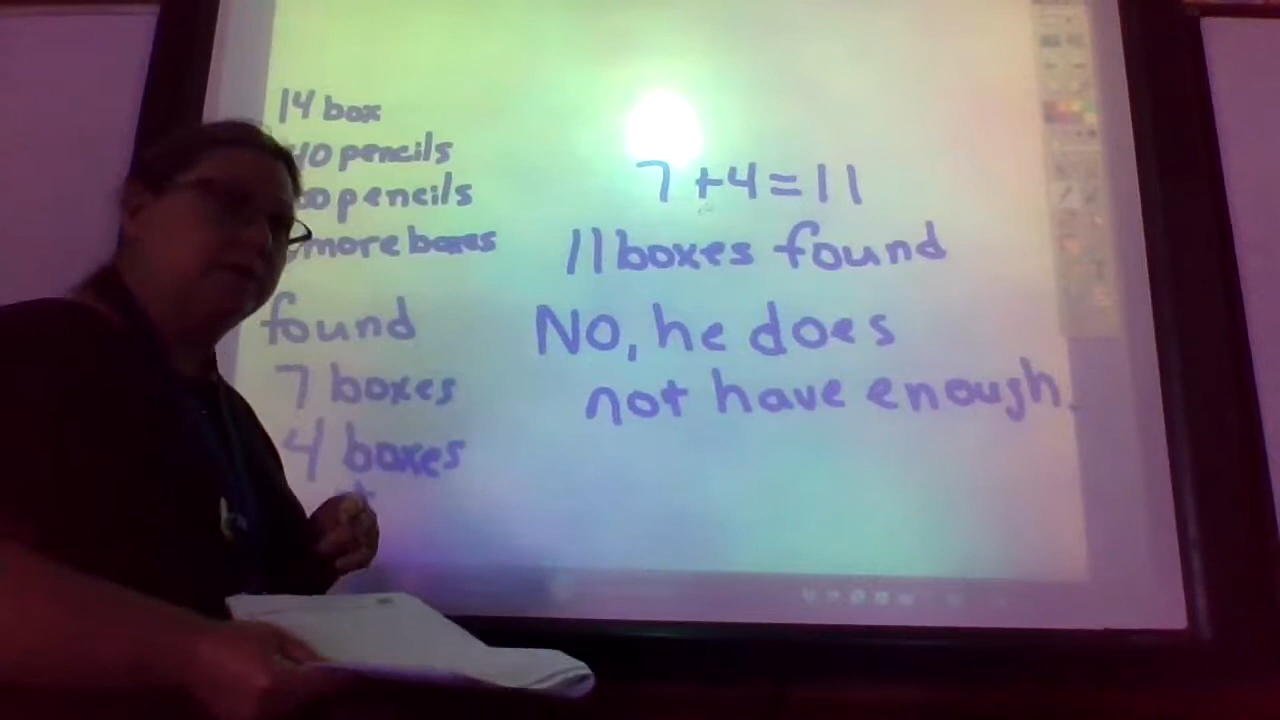 14 box
40 pencils
pencils
more boxes
found
7 boxes
4 boxes
7+4=11
11 boxes found
No, he does
not have enough.